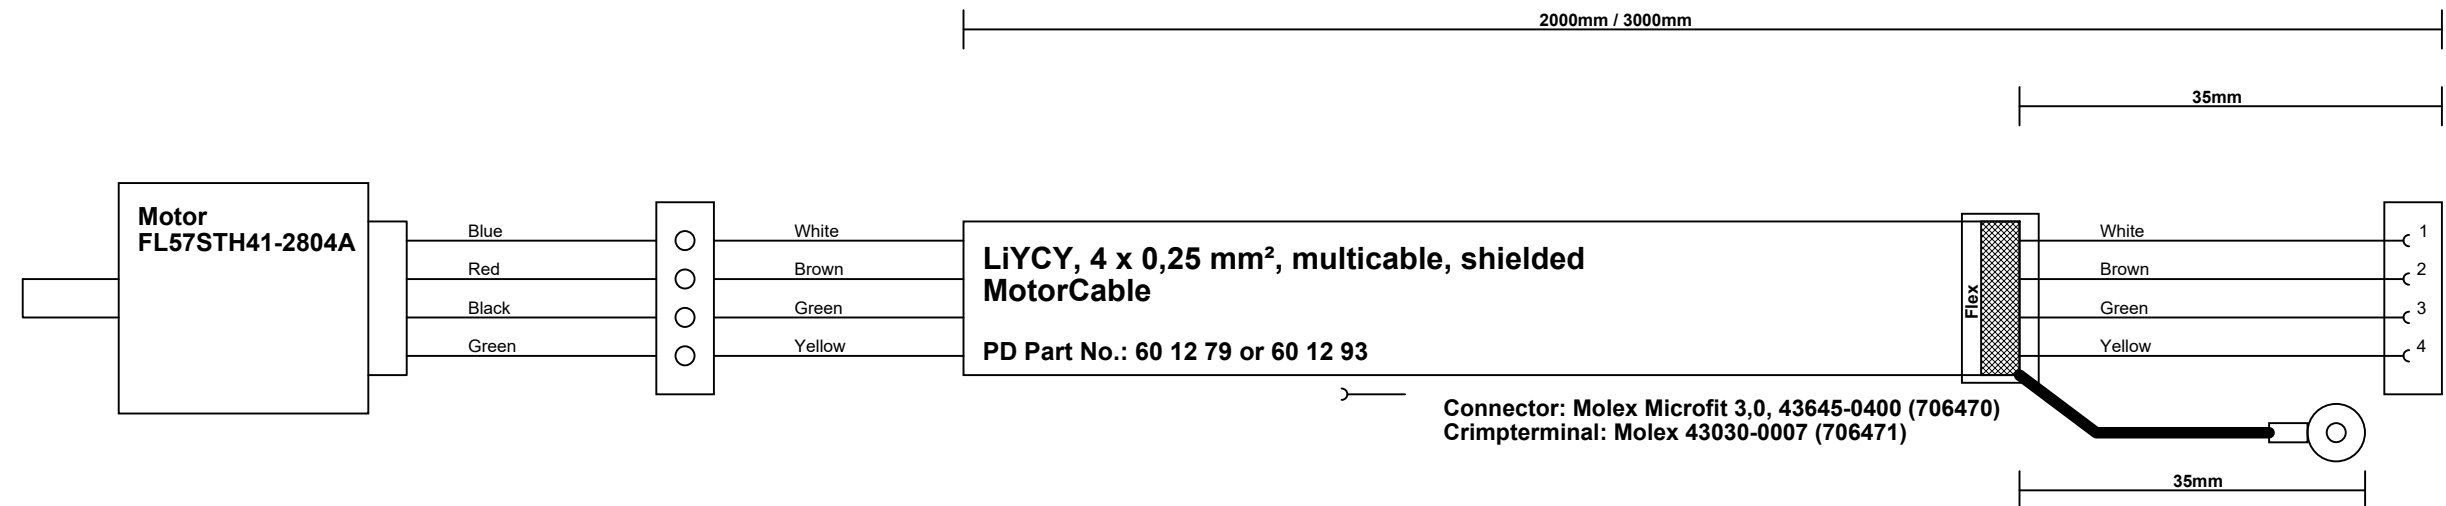 2000mm / 3000mm
35mm
Motor
FL57STH41-2804A
Blue
White
Red
Brown
Black
Green
Green
Yellow
LiYCY, 4 x 0,25 mm², multicable, shielded
MotorCable
PD Part No.: 60 12 79 or 60 12 93
Flex
White
1
Brown
2
Green
3
Yellow
4
Connector: Molex Microfit 3,0, 43645-0400 (706470)
Crimpterminal: Molex 43030-0007 (706471)
35mm